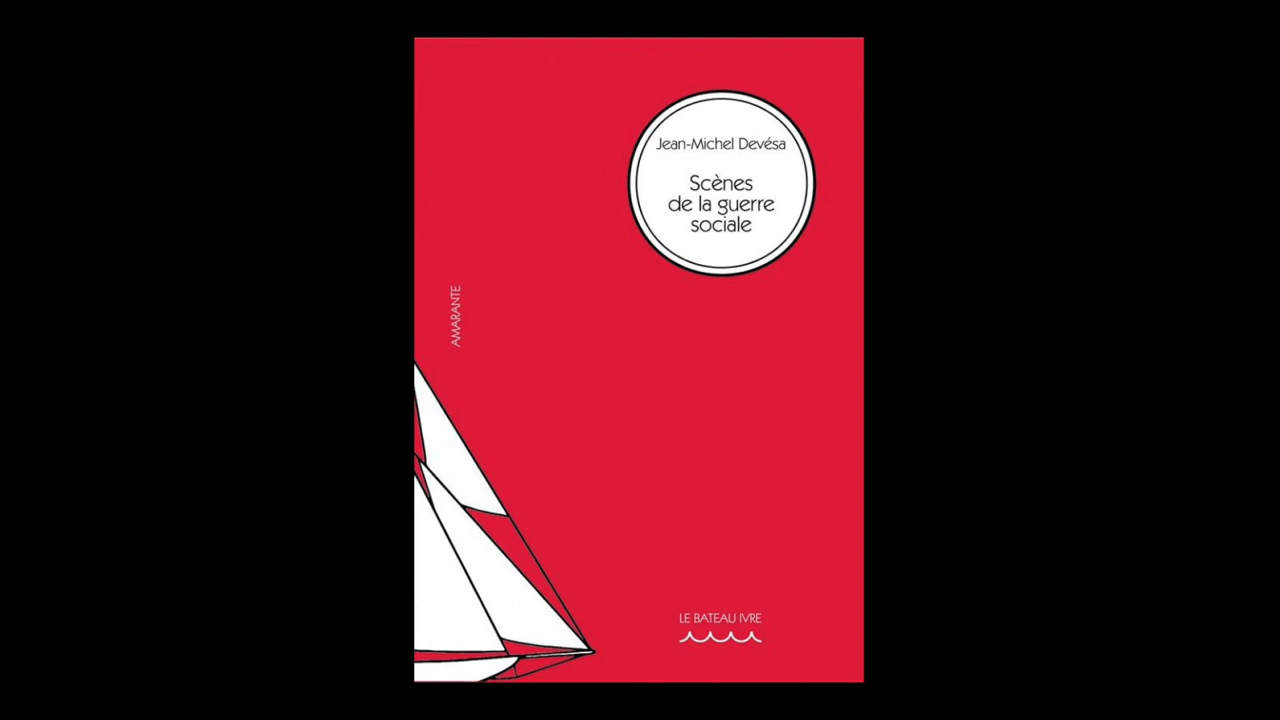 Jean-Michel Devésa
Scènes
de la guerre
sociale
AMARANTE
LE BATEAU IVRE